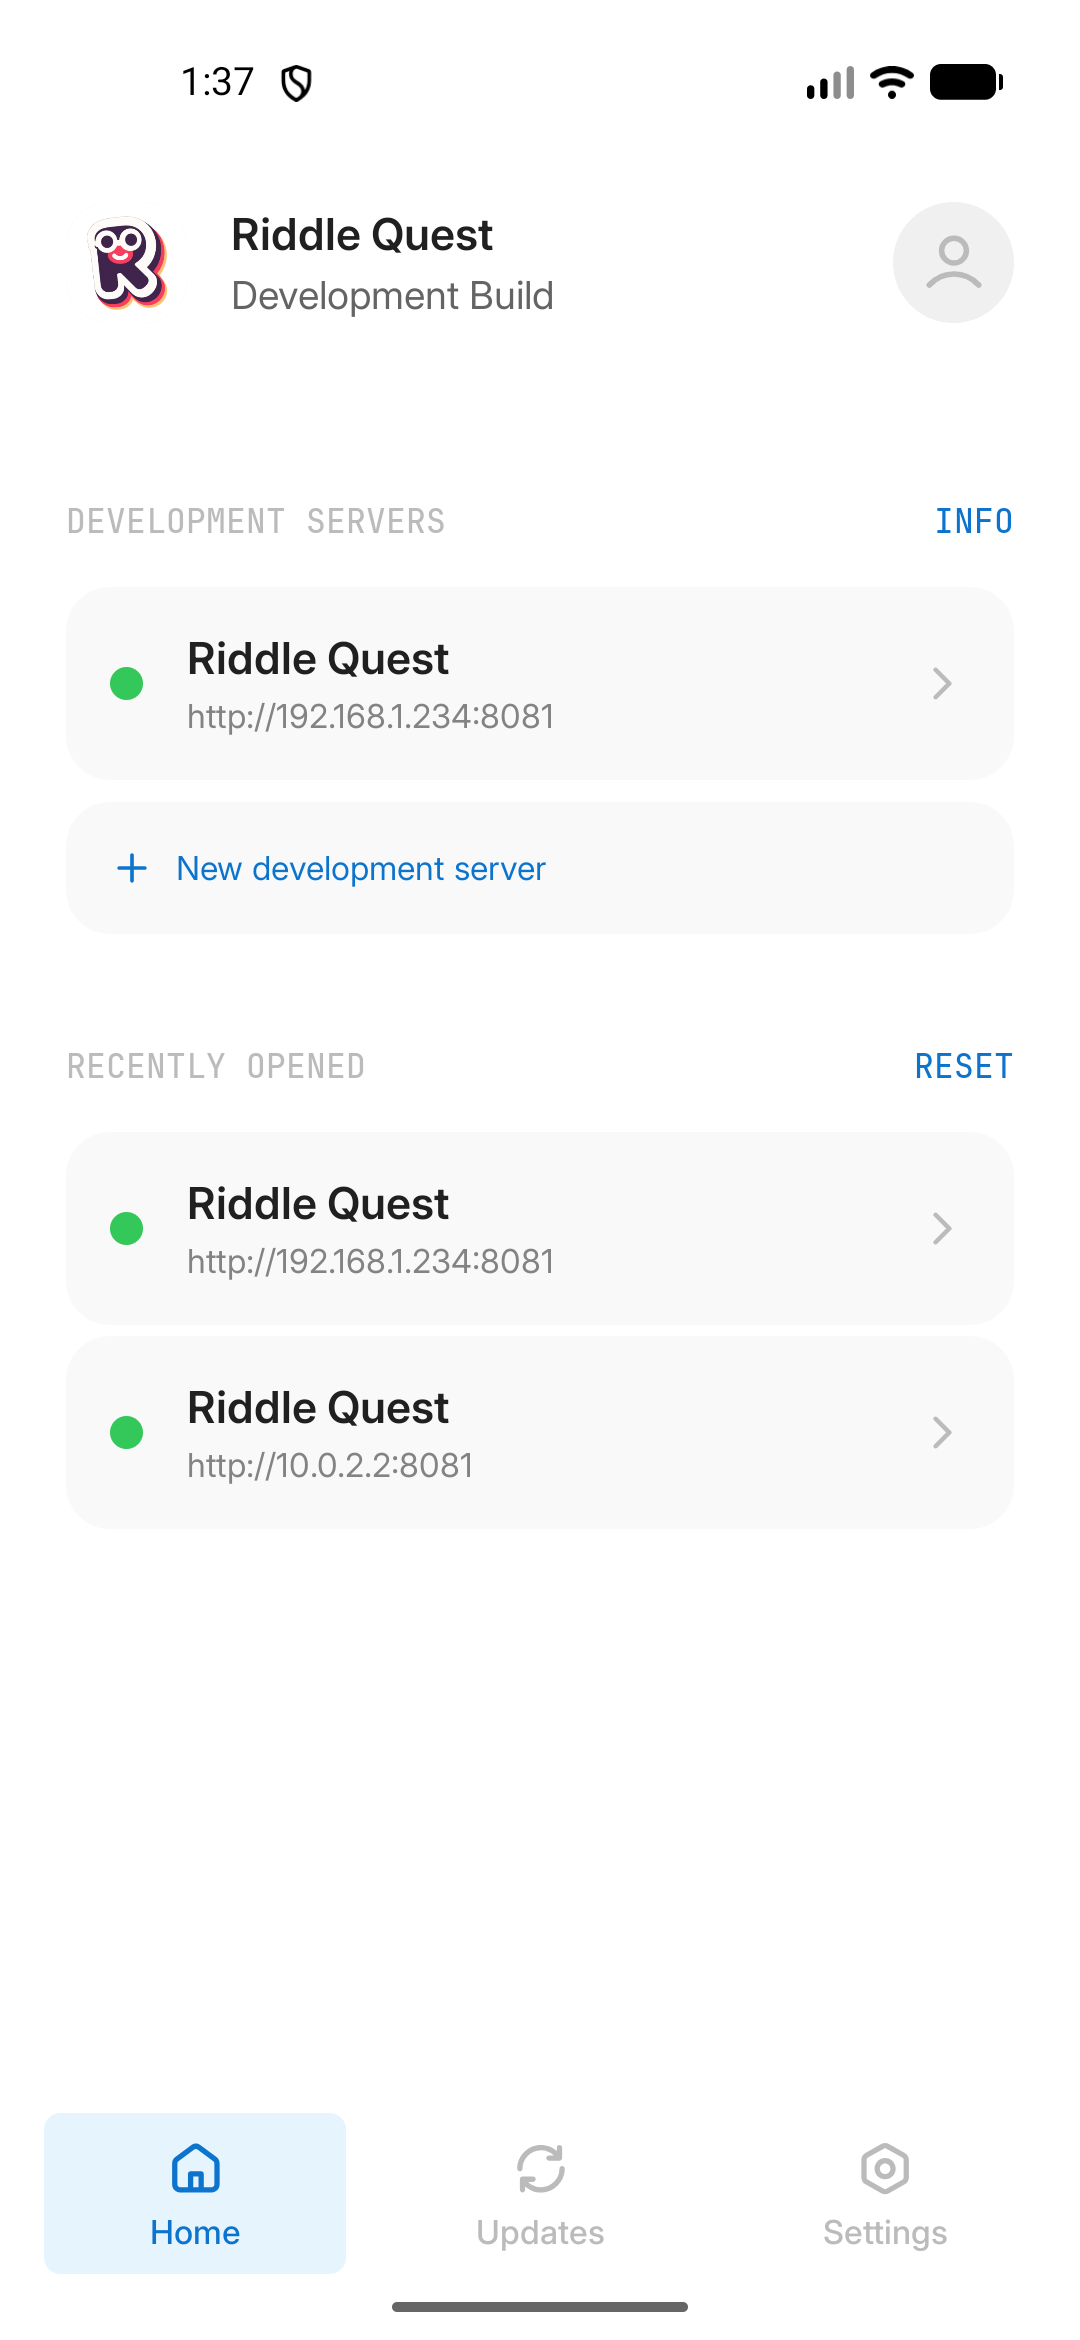 1:37
Riddle Quest
Development Build
DEVELOPMENT SERVERS
INFO
Riddle Quest
http://192.168.1.234:8081
New development server
RECENTLY OPENED
RESET
Riddle Quest
http://192.168.1.234:8081
Riddle Quest
http://10.0.2.2:8081
Home
Updates
Settings